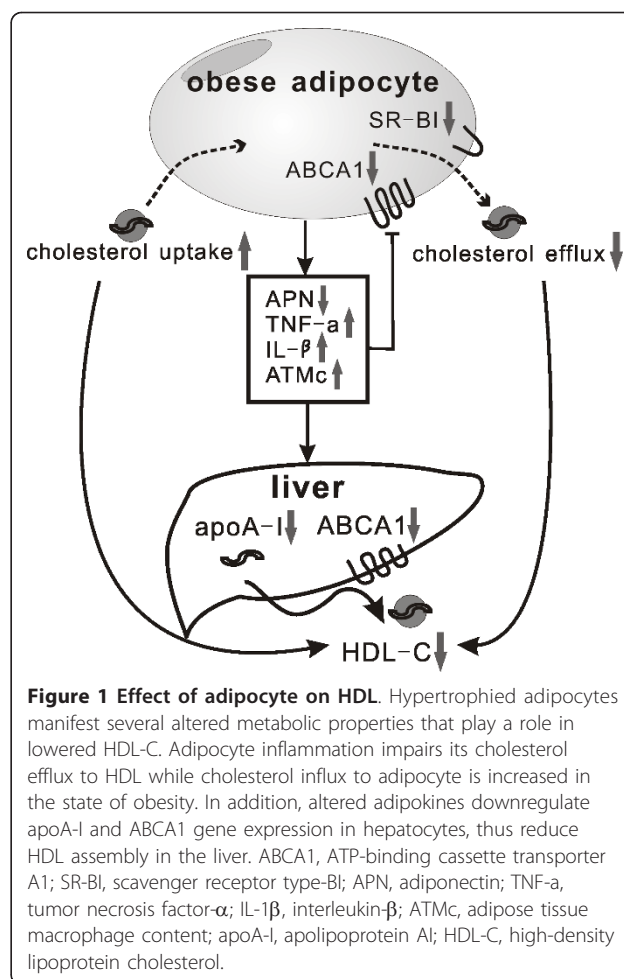 obese adipocyte
SR-BI
ABCA1
cholesterol uptake
cholesterol efflux
APN
TNF-a
IL-β
ATMc
liver
apoA-I ABCA1
HDL-C
Figure 1 Effect of adipocyte on HDL. Hypertrophied adipocytes
manifest several altered metabolic properties that play a role in
lowered HDL-C. Adipocyte inflammation impairs its cholesterol
efflux to HDL while cholesterol influx to adipocyte is increased in
the state of obesity. In addition, altered adipokines downregulate
apoA-I and ABCA1 gene expression in hepatocytes, thus reduce
HDL assembly in the liver. ABCA1, ATP-binding cassette transporter
A1; SR-BI, scavenger receptor type-BI; APN, adiponectin; TNF-a,
tumor necrosis factor-α; IL-1β, interleukin-β; ATMc, adipose tissue
macrophage content; apoA-I, apolipoprotein AI; HDL-C, high-density
lipoprotein cholesterol.